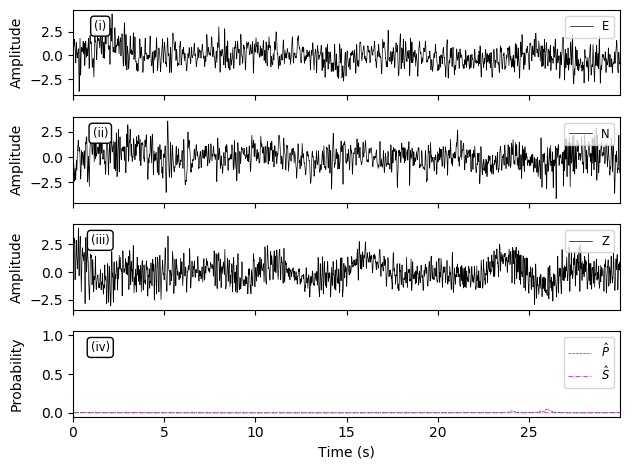 (i)
E
Amplitude
2.5
0.0
−2.5
(ii)
N
Amplitude
2.5
0.0
−2.5
(iii)
Z
Amplitude
2.5
0.0
−2.5
(iv)
P̂
Ŝ
Probability
1.0
0.5
0.0
0 5 10 15 20 25
Time (s)